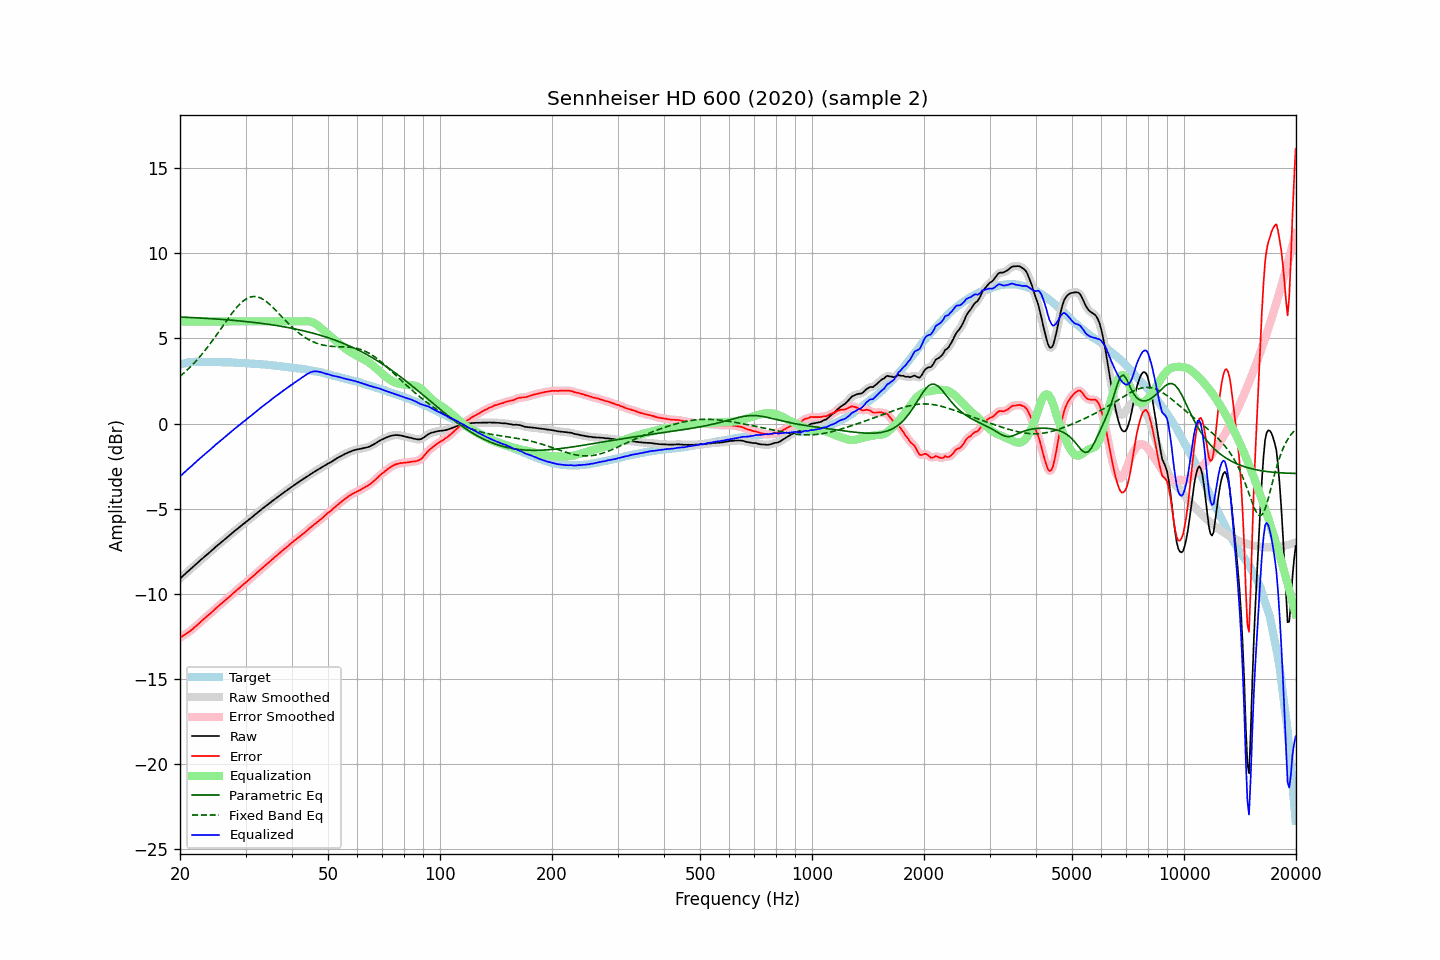 Sennheiser HD 600 (2020) (sample 2)
Amplitude (dBr)
15
10
5
0
−5
−10
−15
−20
−25
Target
Raw Smoothed
Error Smoothed
Raw
Error
Equalization
Parametric Eq
Fixed Band Eq
Equalized
20
50
100
200
500
1000
2000
5000
10000
20000
Frequency (Hz)